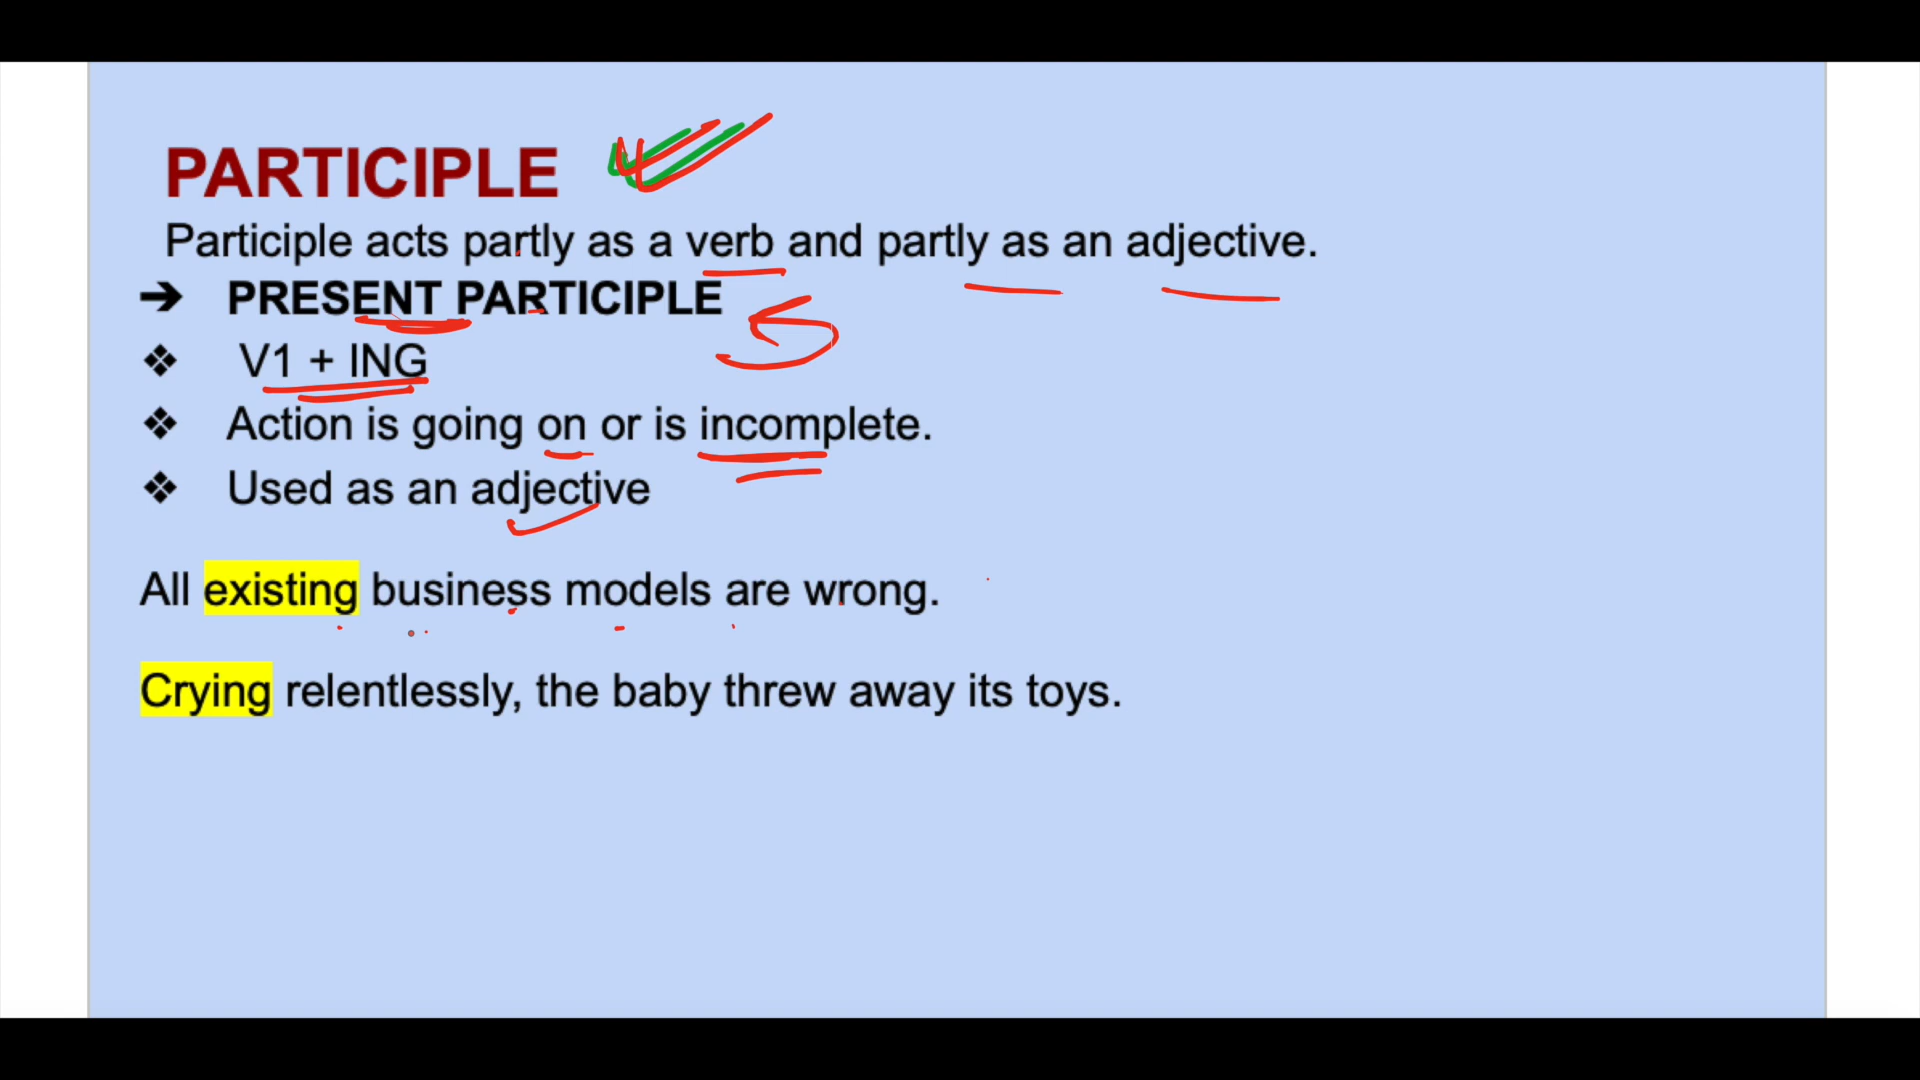 PARTICIPLE
Participle acts partly as a verb and partly as an adjective.
➔ PRESENT PARTICIPLE
❖ V1 + ING
❖ Action is going on or is incomplete.
❖ Used as an adjective
All existing business models are wrong.
Crying relentlessly, the baby threw away its toys.